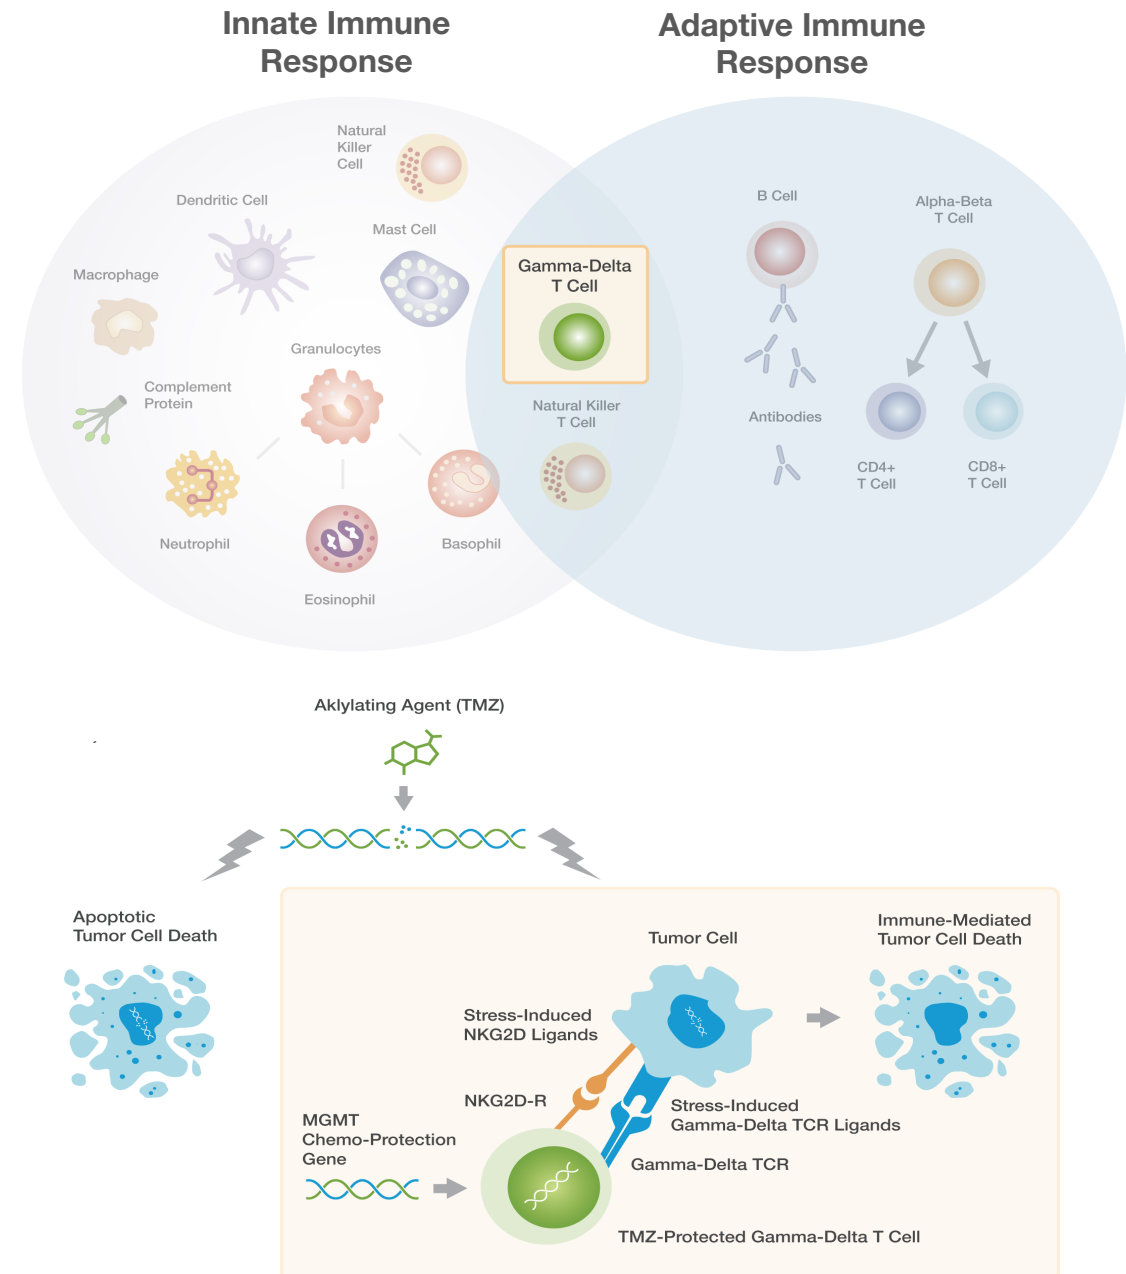 Innate Immune
Response
Adaptive Immune
Response
Natural
Killer
Cell
Dendritic Cell
Mast Cell
Macrophage
Granulocytes
Complement
Protein
Neutrophil
Eosinophil
Basophil
Gamma-Delta
T Cell
Natural Killer
T Cell
B Cell
Alpha-Beta
T Cell
Antibodies
CD4+
T Cell
CD8+
T Cell
Aklylating Agent (TMZ)
Apoptotic
Tumor Cell Death
Tumor Cell
Immune-Mediated
Tumor Cell Death
Stress-Induced
NKG2D Ligands
NKG2D-R
Stress-Induced
Gamma-Delta TCR Ligands
MGMT
Chemo-Protection
Gene
Gamma-Delta TCR
TMZ-Protected Gamma-Delta T Cell